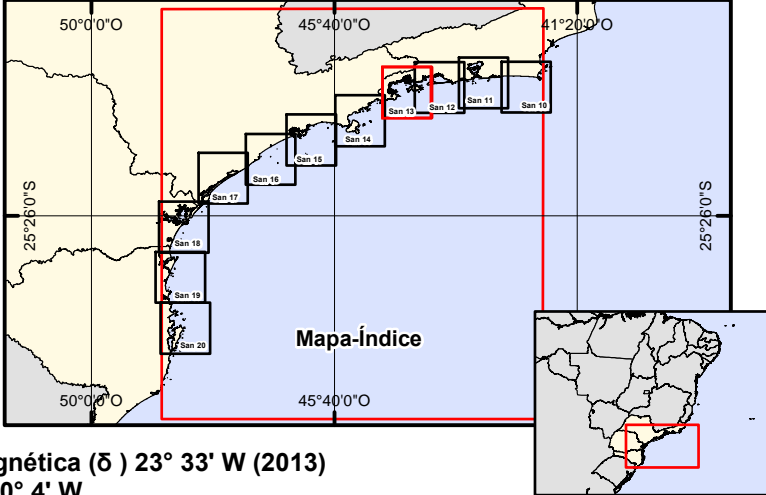 50°0'0"O 45°40'0"O 41°20'0"O
San 13 San 12 San 11 San 10
San 14
San 15
San 16
San 17
25°26'0"S 25°26'0"S
San 18
San 19
San 20
Mapa-Índice
50°0'0"O 45°40'0"O
gnética (δ ) 23° 33' W (2013)
0° 4' W